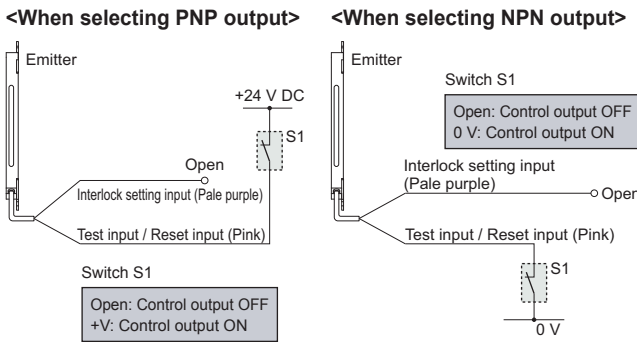 <When selecting PNP output>
Emitter
+24 V DC
S1
Open
Interlock setting input (Pale purple)
Test input / Reset input (Pink)
Switch S1
Open: Control output OFF
+V: Control output ON
<When selecting NPN output>
Emitter
Switch S1
Open: Control output OFF
0 V: Control output ON
Interlock setting input
(Pale purple)
Open
Test input / Reset input (Pink)
S1
0 V